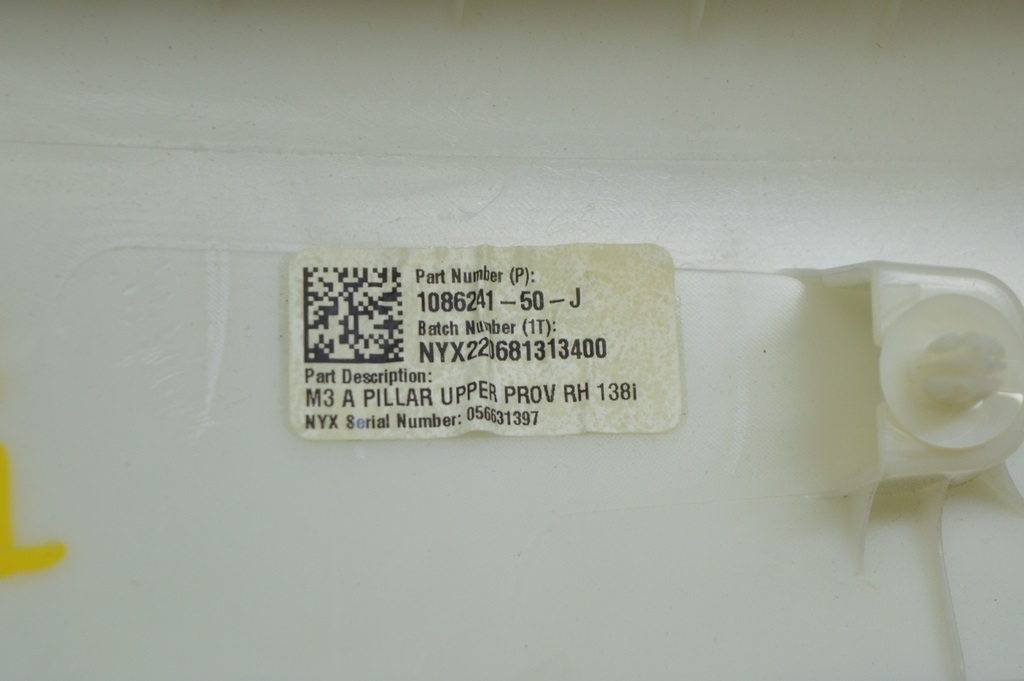 Part Number (P):
1086241-50-J
Batch Number (1T):
NYX220681313400
Part Description:
M3 A PILLAR UPPER PROV RH 138i
NYX Serial Number: 056631397